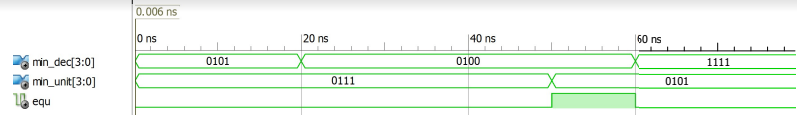 0.006 ns
0 ns 20 ns 40 ns 60 ns
min_dec[3:0] 0101 0100 1111
min_unit[3:0] 0111 0101
equ